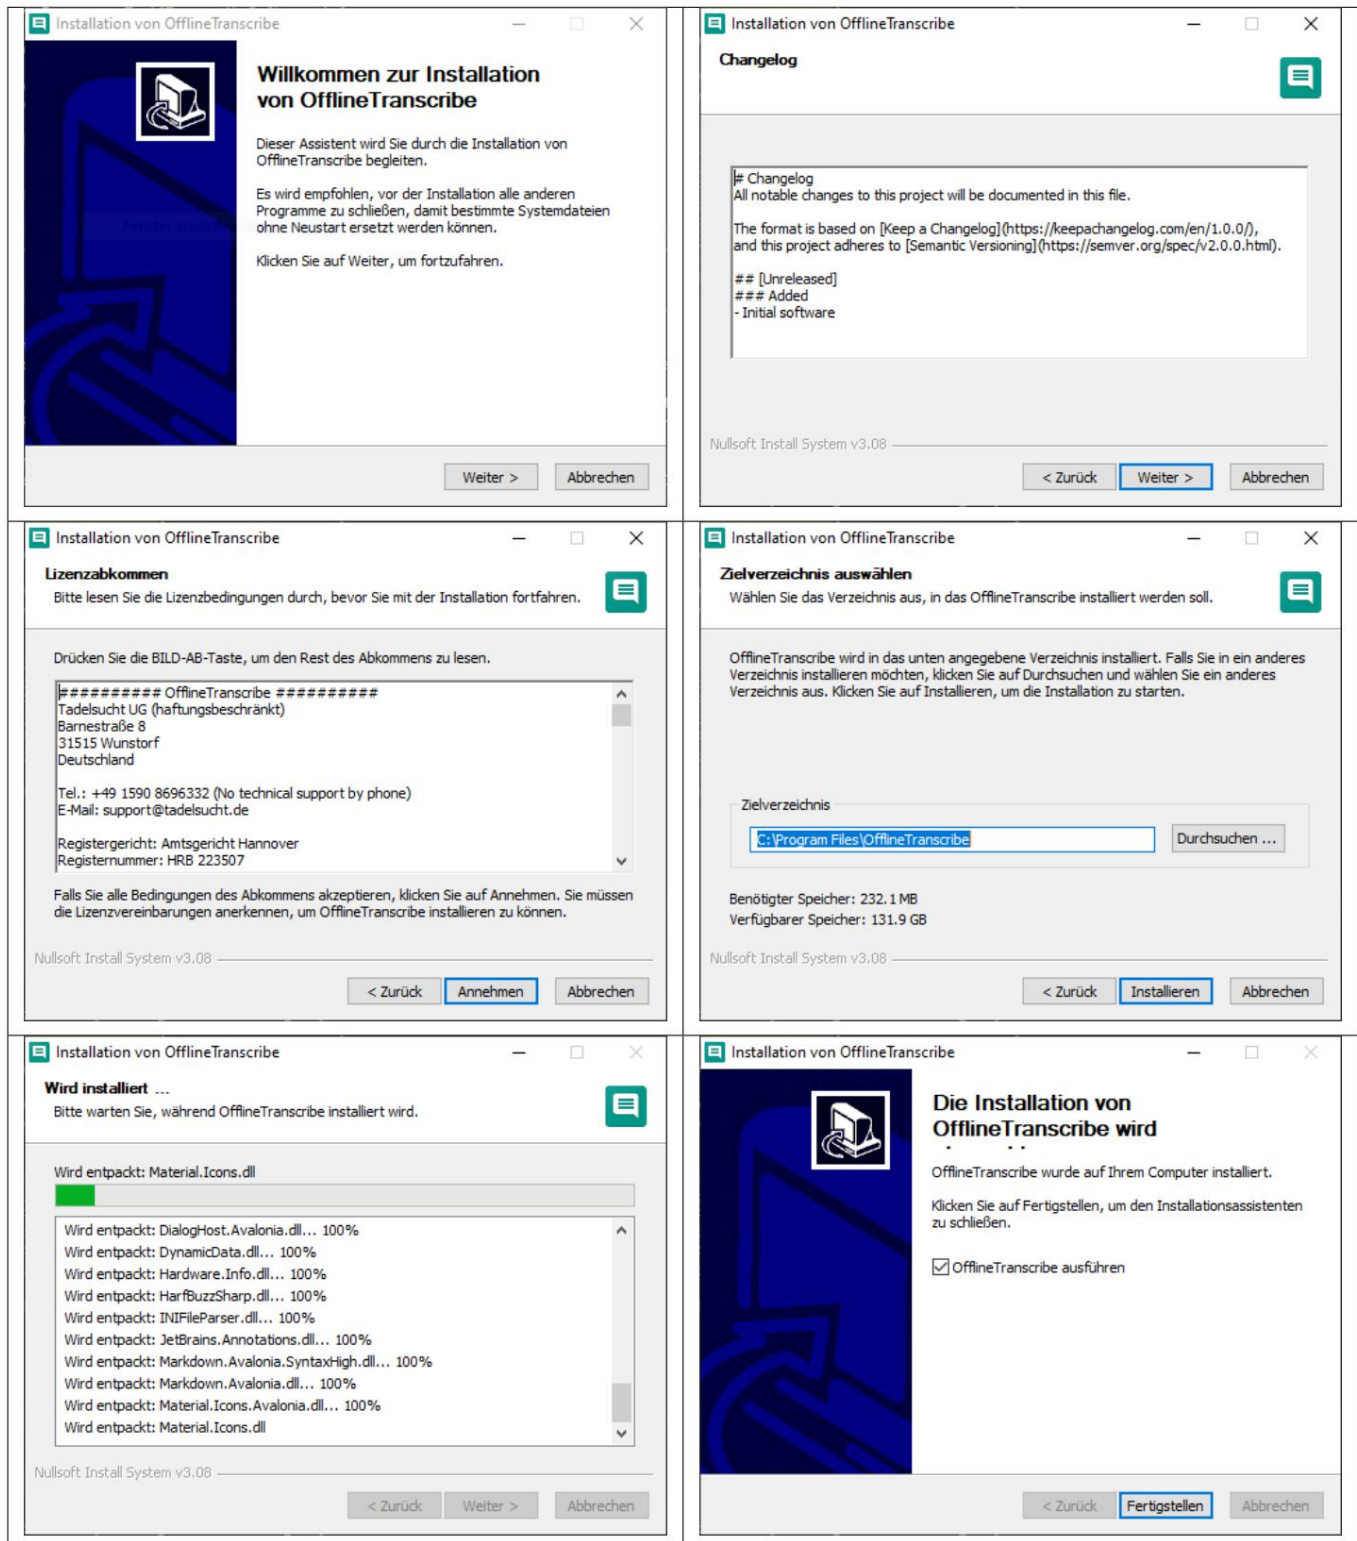 Installation von OfflineTranscribe
Willkommen zur Installation
von OfflineTranscribe
Dieser Assistent wird Sie durch die Installation von
OfflineTranscribe begleiten.
Es wird empfohlen, vor der Installation alle anderen
Programme zu schließen, damit bestimmte Systemdateien
ohne Neustart ersetzt werden können.
Klicken Sie auf Weiter, um fortzufahren.
Weiter >
Abbrechen
Installation von OfflineTranscribe
Changelog
# Changelog
All notable changes to this project will be documented in this file.
The format is based on [Keep a Changelog](https://keepachangelog.com/en/1.0.0/),
and this project adheres to [Semantic Versioning](https://semver.org/spec/v2.0.0.html).
## [Unreleased]
### Added
- Initial software
Nullsoft Install System v3.08
< Zurück
Weiter >
Abbrechen
Installation von OfflineTranscribe
Lizenzabkommen
Bitte lesen Sie die Lizenzbedingungen durch, bevor Sie mit der Installation fortfahren.
Drücken Sie die BILD-AB-Taste, um den Rest des Abkommens zu lesen.
########## OfflineTranscribe ##########
Tadelsucht UG (haftungsbeschränkt)
Barnestraße 8
31515 Wunstorf
Deutschland
Tel.: +49 1590 8696332 (No technical support by phone)
E-Mail: support@tadelsucht.de
Registergericht: Amtsgericht Hannover
Registernummer: HRB 223507
Falls Sie alle Bedingungen des Abkommens akzeptieren, klicken Sie auf Annehmen. Sie müssen
die Lizenzvereinbarungen anerkennen, um OfflineTranscribe installieren zu können.
Nullsoft Install System v3.08
< Zurück
Annehmen
Abbrechen
Installation von OfflineTranscribe
Zielverzeichnis auswählen
Wählen Sie das Verzeichnis aus, in das OfflineTranscribe installiert werden soll.
OfflineTranscribe wird in das unten angegebene Verzeichnis installiert. Falls Sie in ein anderes
Verzeichnis installieren möchten, klicken Sie auf Durchsuchen und wählen Sie ein anderes
Verzeichnis aus. Klicken Sie auf Installieren, um die Installation zu starten.
Zielverzeichnis
C:\Program Files\OfflineTranscribe
Durchsuchen ...
Benötigter Speicher: 232.1 MB
Verfügbarer Speicher: 131.9 GB
Nullsoft Install System v3.08
< Zurück
Installieren
Abbrechen
Installation von OfflineTranscribe
Wird installiert ...
Bitte warten Sie, während OfflineTranscribe installiert wird.
Wird entpackt: Material.Icons.dll
Wird entpackt: DialogHost.Avalonia.dll... 100%
Wird entpackt: DynamicData.dll... 100%
Wird entpackt: Hardware.Info.dll... 100%
Wird entpackt: HarfBuzzSharp.dll... 100%
Wird entpackt: INIFileParser.dll... 100%
Wird entpackt: JetBrains.Annotations.dll... 100%
Wird entpackt: Markdown.Avalonia.SyntaxHigh.dll... 100%
Wird entpackt: Markdown.Avalonia.dll... 100%
Wird entpackt: Material.Icons.Avalonia.dll... 100%
Wird entpackt: Material.Icons.dll
Nullsoft Install System v3.08
< Zurück
Weiter >
Abbrechen
Installation von OfflineTranscribe
Die Installation von
OfflineTranscribe wird
OfflineTranscribe wurde auf Ihrem Computer installiert.
Klicken Sie auf Fertigstellen, um den Installationsassistenten
zu schließen.
OfflineTranscribe ausführen
< Zurück
Fertigstellen
Abbrechen